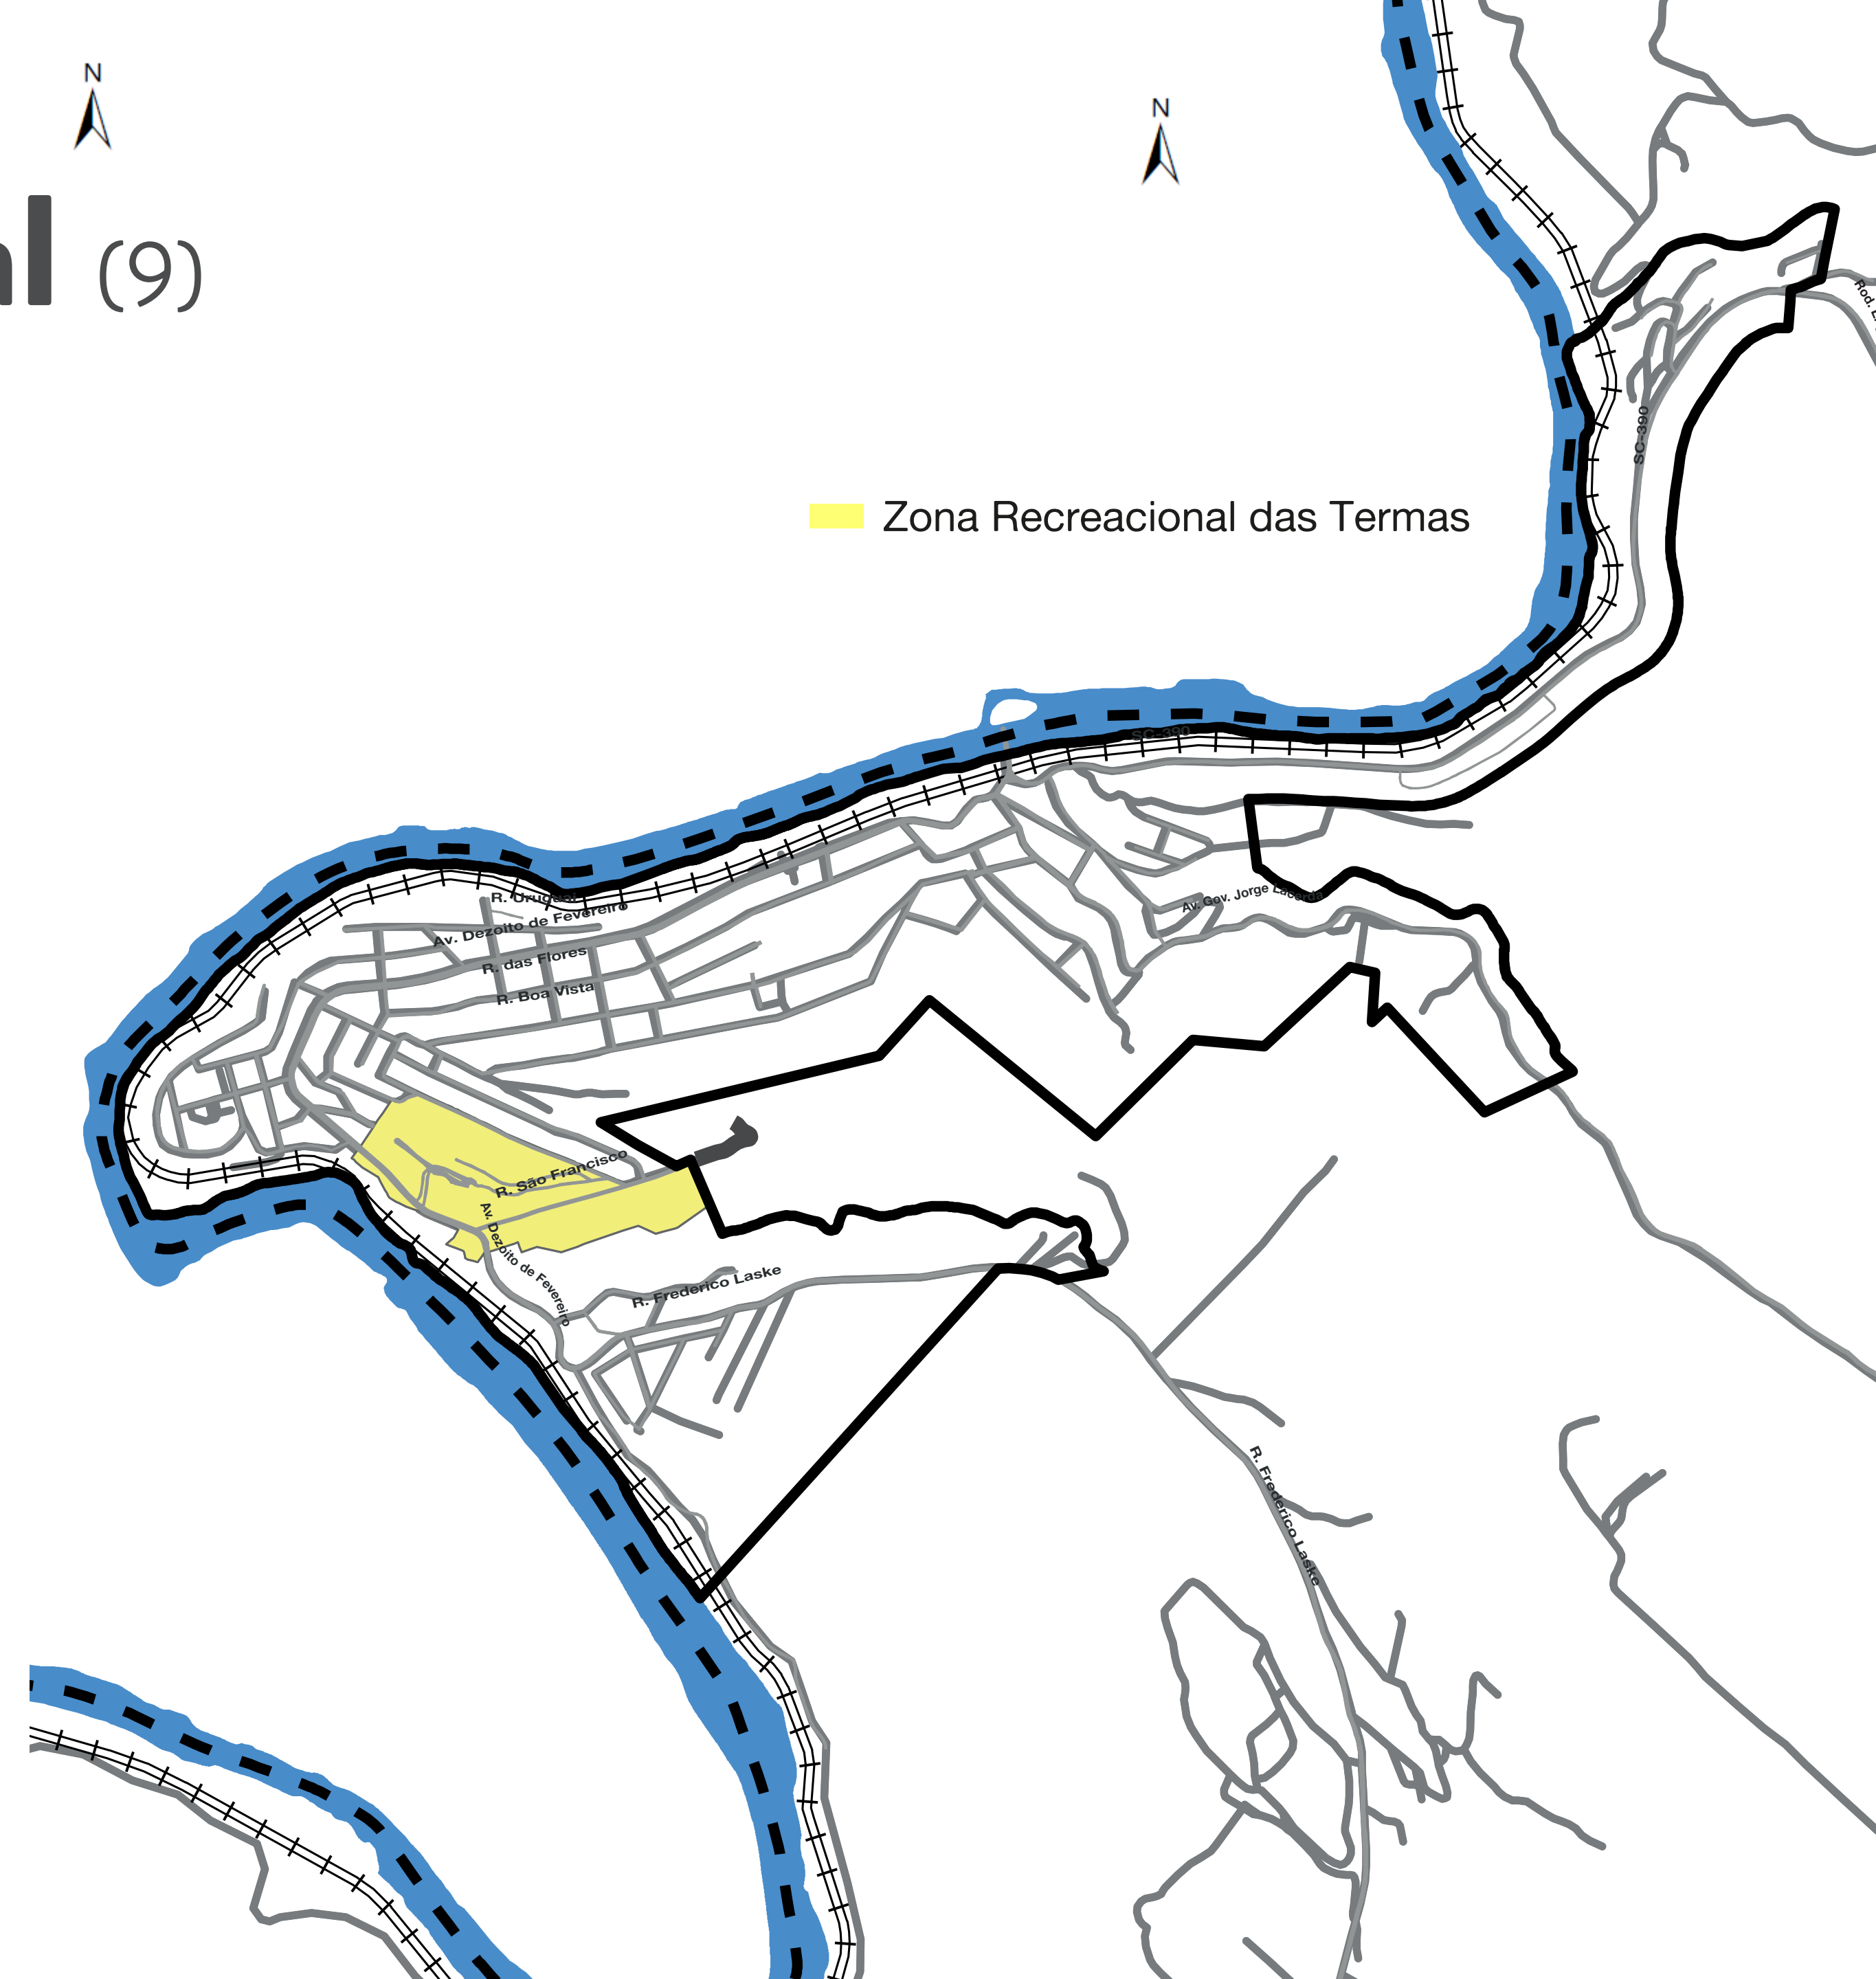 N
N
l (9)
Rod.
SC-390
Zona Recreacional das Termas
SC-390
R. Uruguai
Av. Dezoito de Fevereiro
R. das Flores
R. Boa Vista
Av. Gov. Jorge Lacerda
R. São Francisco
Av. Dezoito de Fevereiro
R. Frederico Laske
R. Frederico Laske